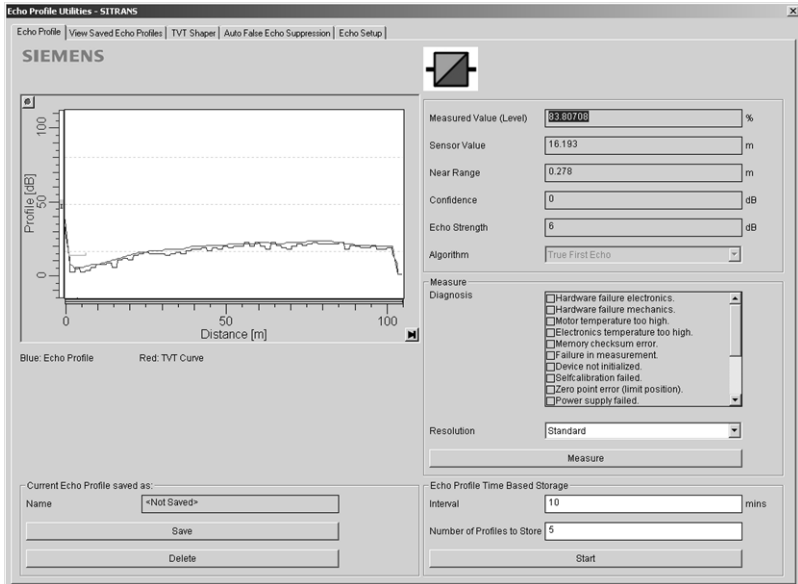 Echo Profile Utilities - SITRANS
Echo Profile
View Saved Echo Profiles
TVT Shaper
Auto False Echo Suppression
Echo Setup
SIEMENS
Profile [dB]
100
50
0
0
50
100
Distance [m]
Blue: Echo Profile
Red: TVT Curve
Current Echo Profile saved as:
Name
<Not Saved>
Save
Delete
Measured Value (Level)
83.80708
%
Sensor Value
16.193
m
Near Range
0.278
m
Confidence
0
dB
Echo Strength
6
dB
Algorithm
True First Echo
Measure
Diagnosis
Hardware failure electronics.
Hardware failure mechanics.
Motor temperature too high.
Electronics temperature too high.
Memory checksum error.
Failure in measurement.
Device not initialized.
Selfcalibration failed.
Zero point error (limit position).
Power supply failed.
Resolution
Standard
Measure
Echo Profile Time Based Storage
Interval
10
mins
Number of Profiles to Store
5
Start